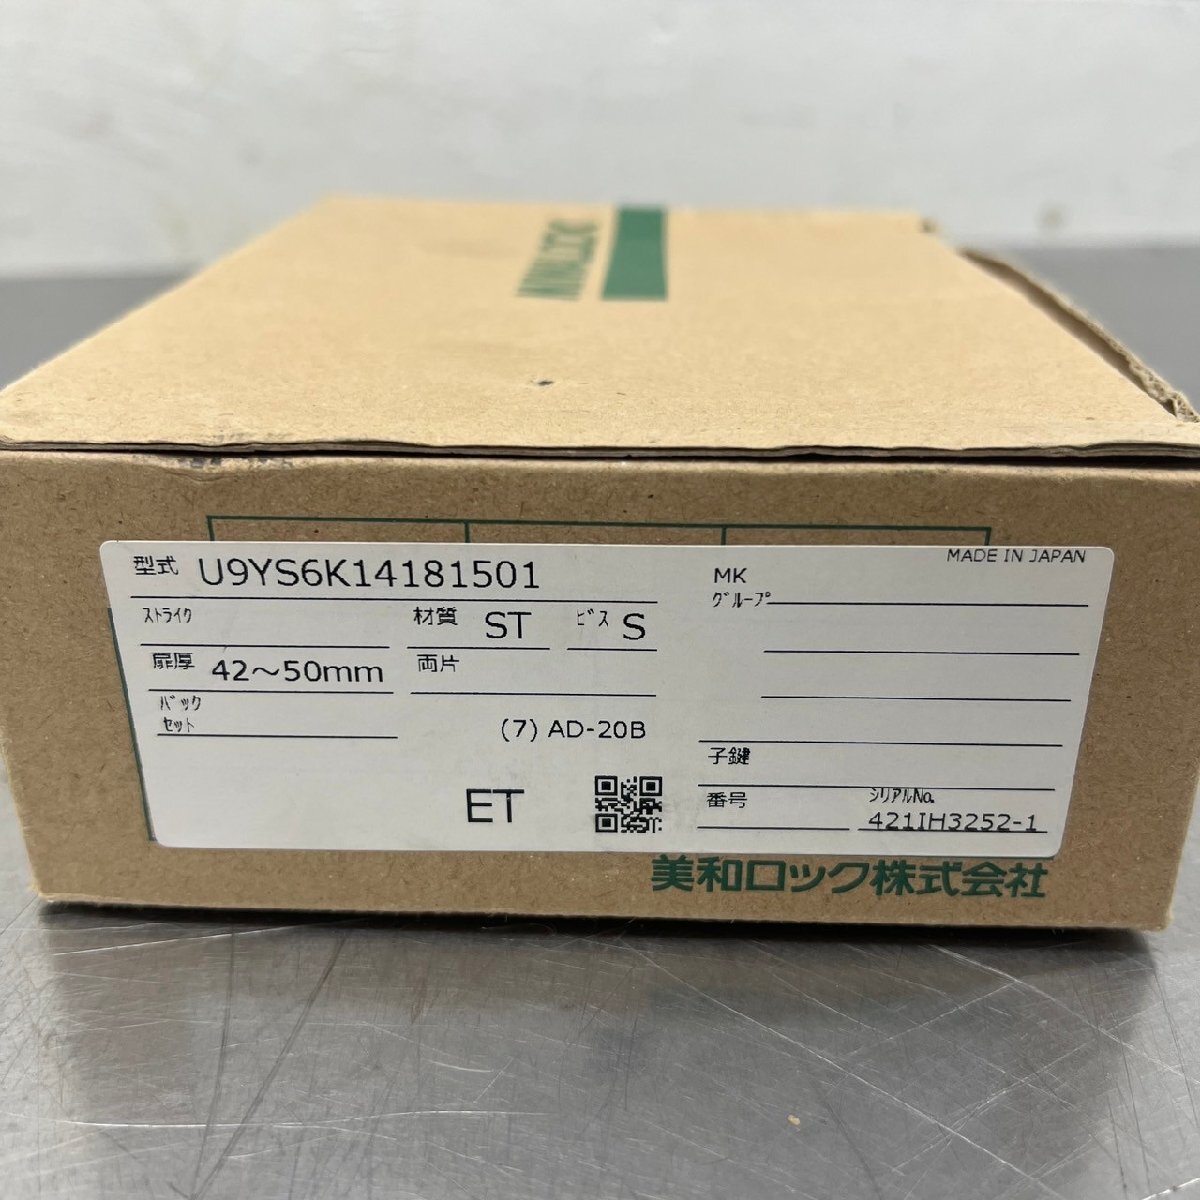 MIWA LOCK
MADE IN JAPAN
型式 U9YS6K14181501
MK
ｸﾞﾙｰﾌﾟ
ｽﾄﾗｲｸ 材質 ST ﾋﾞｽ S
扉厚 42～50mm 両片
ﾊﾞｯｸ
ｾｯﾄ
(7) AD-20B
子鍵
ET
番号 ｼﾘｱﾙNo.
421IH3252-1
美和ロック株式会社